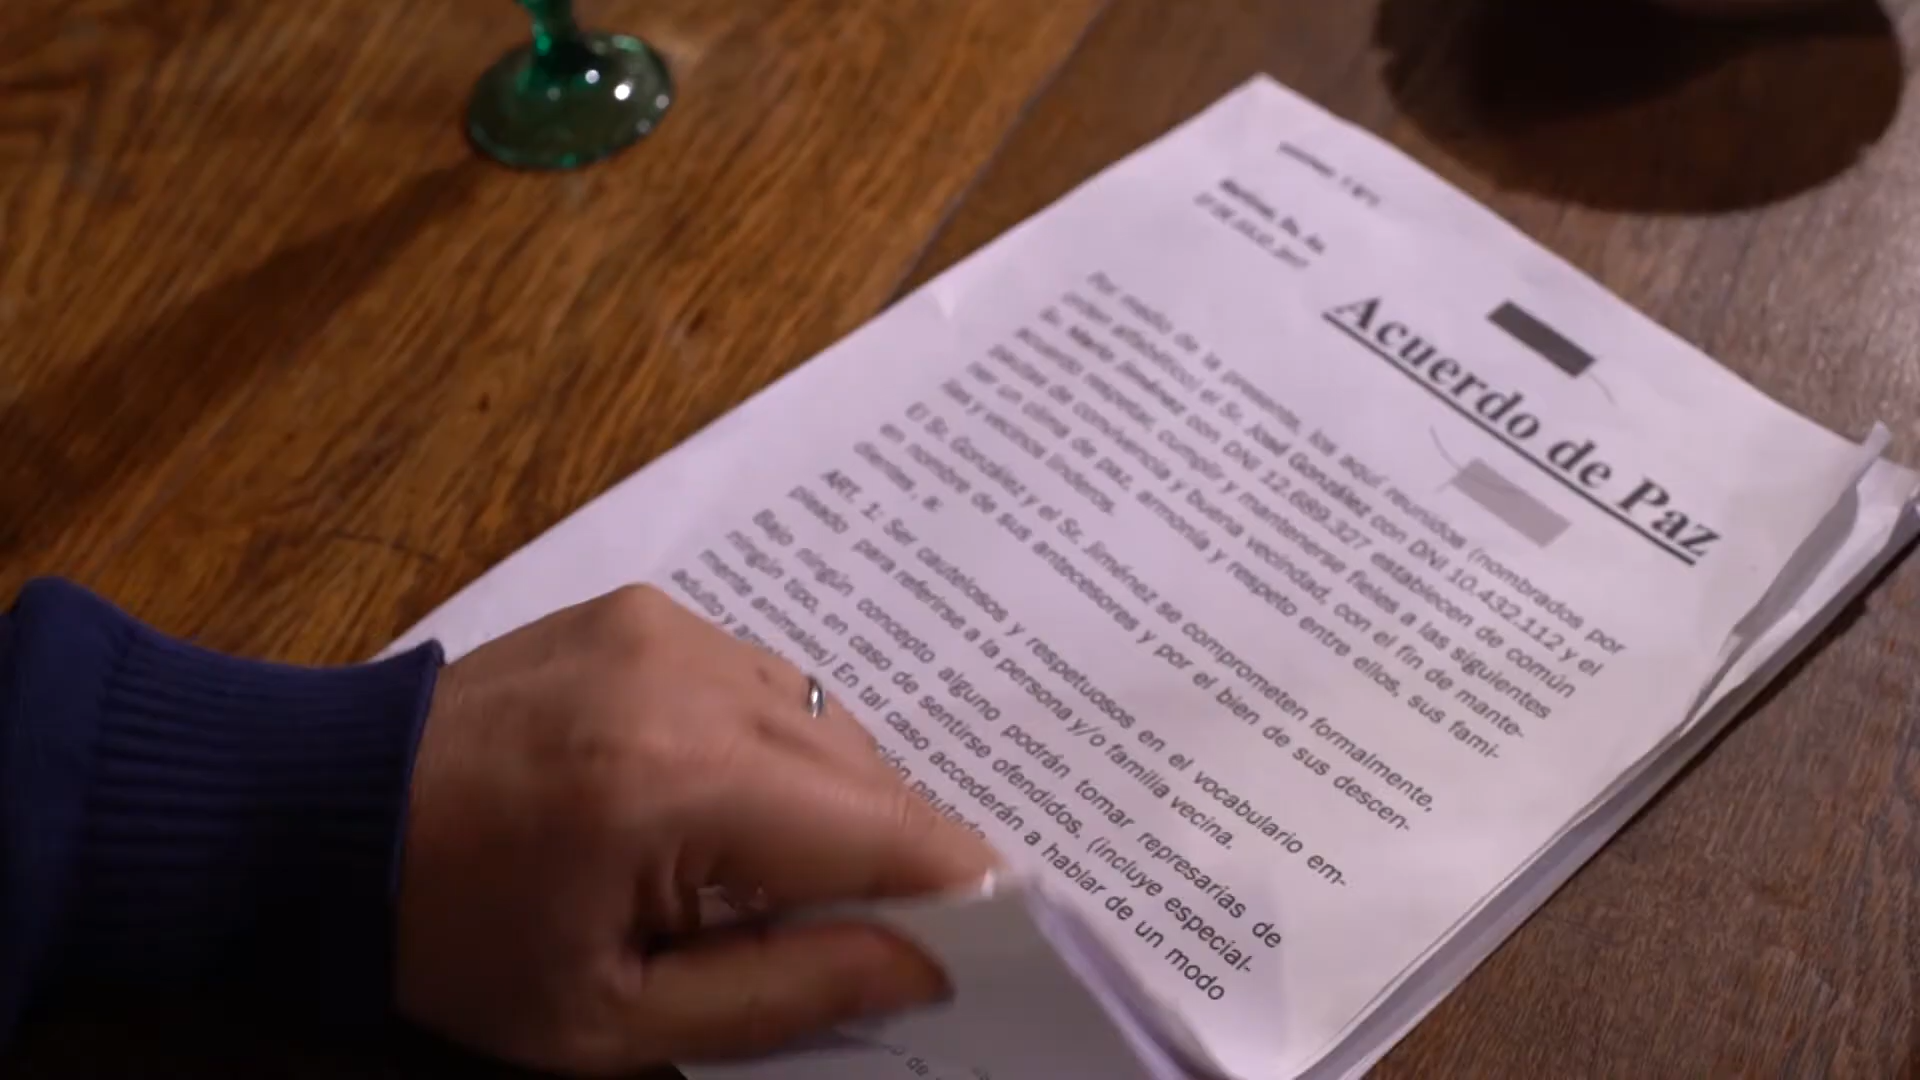 Acuerdo de Paz
Por medio de la presente, los aquí reunidos (nombrados por
orden alfabético) el Sr. José González con DNI 10.432.112 y el
Sr. Mario Jiménez con DNI 12.689.327 establecen de común
acuerdo respetar, cumplir y mantenerse fieles a las siguientes
pautas de convivencia y buena vecindad, con el fin de mante-
ner un clima de paz, armonía y respeto entre ellos, sus fami-
lias y vecinos linderos.
El Sr. González y el Sr. Jiménez se comprometen formalmente,
en nombre de sus antecesores y por el bien de sus descen-
dientes, a:
ART. 1: Ser cautelosos y respetuosos en el vocabulario em-
pleado para referirse a la persona y/o familia vecina.
Bajo ningún concepto alguno podrán tomar represarias de
ningún tipo, en caso de sentirse ofendidos, (incluye especial-
mente animales) En tal caso accederán a hablar de un modo
adulto y